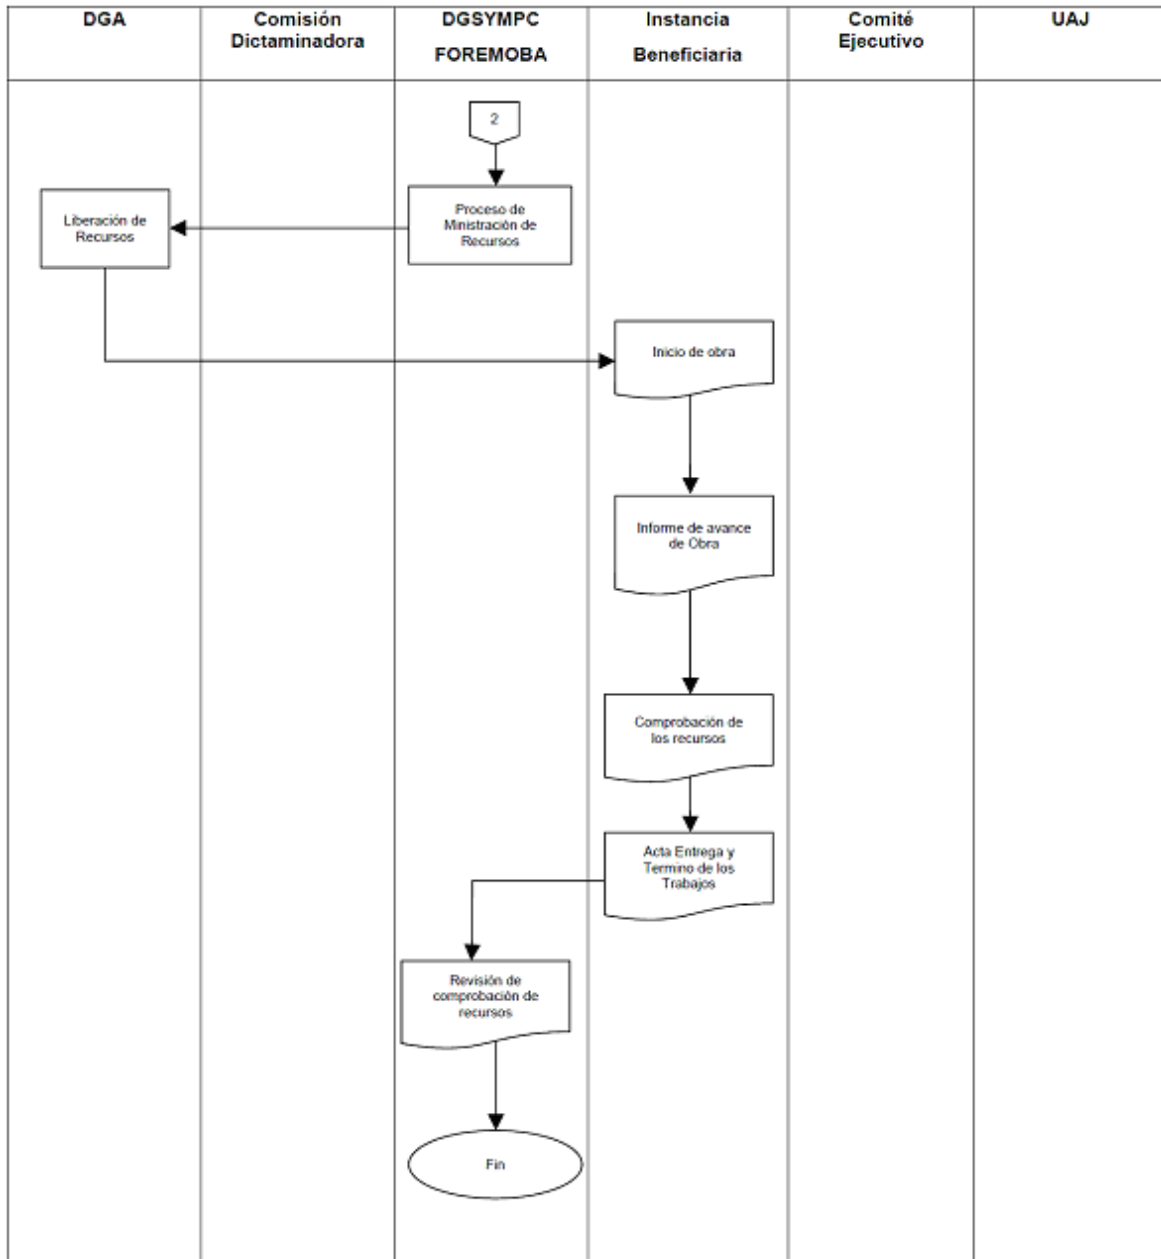 DGA
Comisión
Dictaminadora
DGSYMPC
FOREMOBA
Instancia
Beneficiaria
Comité
Ejecutivo
UAJ
2
Liberación de
Recursos
Proceso de
Ministración de
Recursos
Inicio de obra
Informe de avance
de Obra
Comprobación de
los recursos
Acta Entrega y
Termino de los
Trabajos
Revisión de
comprobación de
recursos
Fin